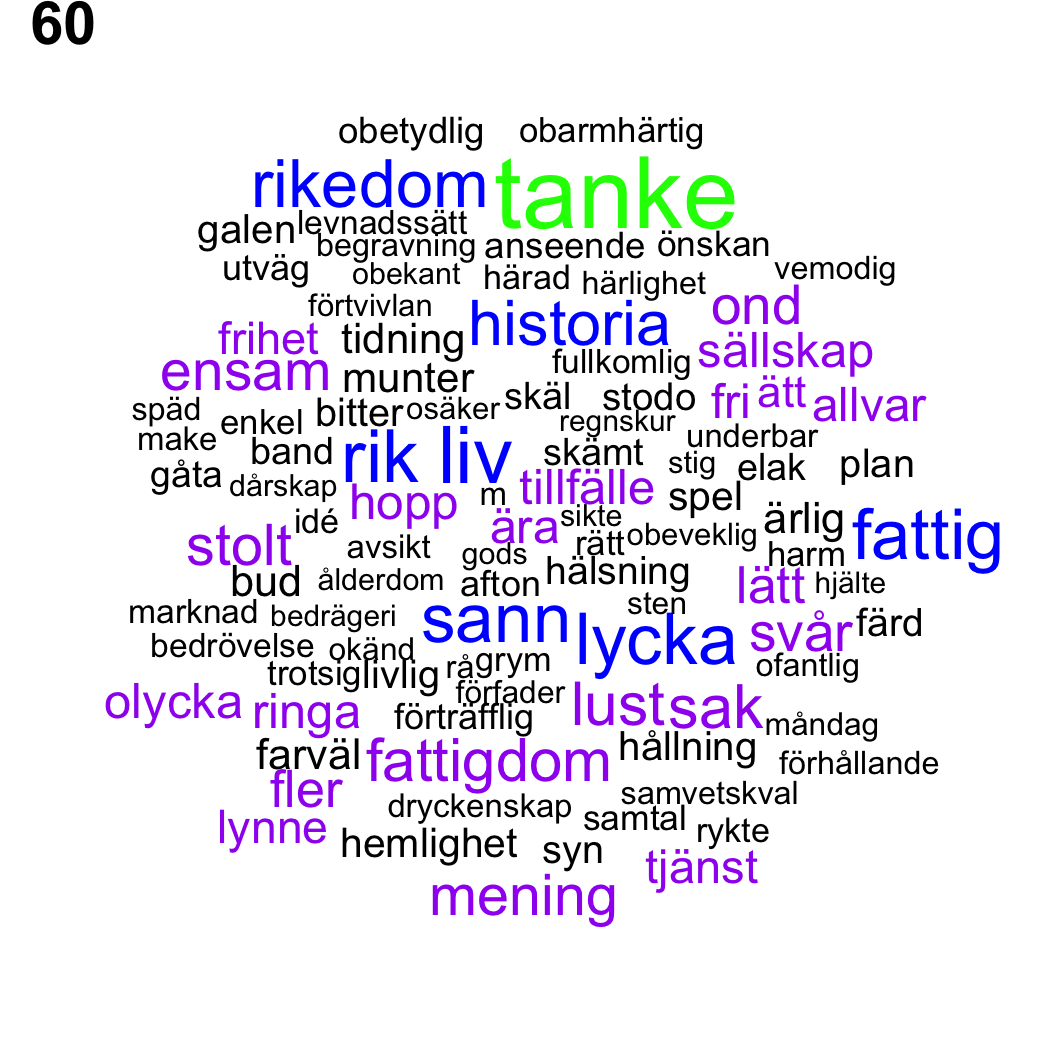 60
obetydlig obarmhärtig
rikedom tanke
galen levnadssätt
begravning anseende önskan
utväg obekant härad härlighet vemodig
förtvivlan historia ond
frihet tidning fullkomlig sällskap
ensam munter skäl stodo fri ätt allvar
späd enkel bitter osäker regnskur
make band rik liv skämt underbar
gåta dårskap hopp m tillfälle stig elak plan
idé ära sikte spel ärlig fattig
stolt avsikt gods rätt obeveklig harm
bud ålderdom afton hälsning lätt hjälte
marknad bedrägeri sann sten svår färd
bedrövelse okänd lycka
trotsig livlig rå grym ofantlig
olycka ringa förfader lust sak
förträfflig måndag
farväl fattigdom hållning förhållande
fler dryckenskap samvetskval
lynne samtal rykte
hemlighet syn tjänst
mening